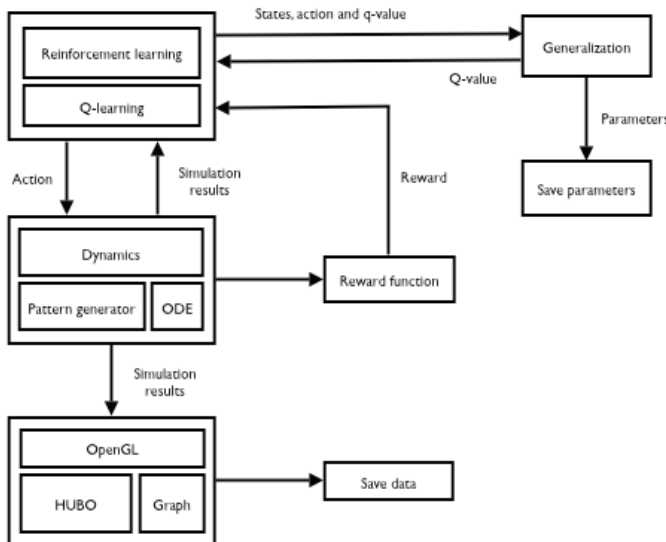 States, action and q-value
Reinforcement learning
Generalization
Q-value
Q-learning
Parameters
Action
Simulation
results
Reward
Save parameters
Dynamics
Reward function
Pattern generator
ODE
Simulation
results
OpenGL
HUBO
Graph
Save data